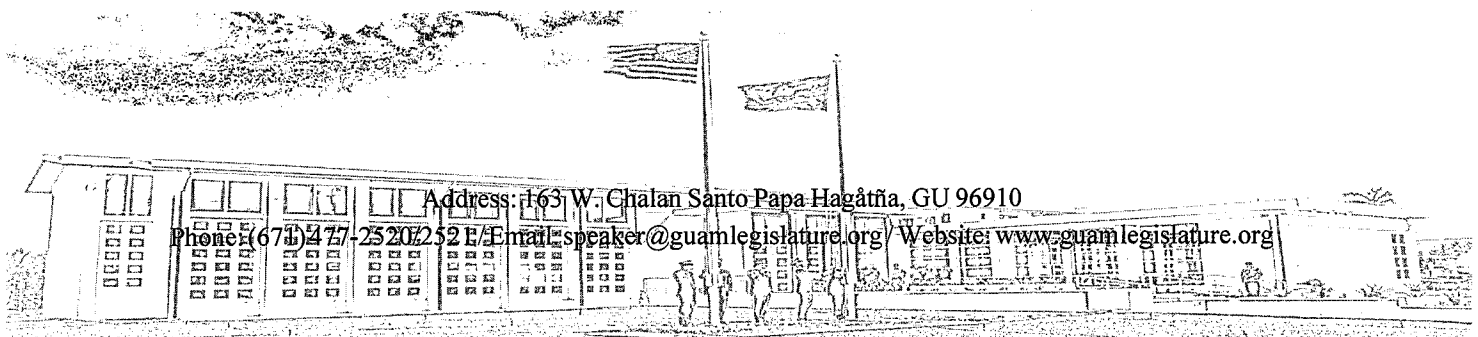 Address: 163 W. Chalan Santo Papa Hagåtña, GU 96910
Phone: (671)477-2520/2521 / Email: speaker@guamlegislature.org / Website: www.guamlegislature.org